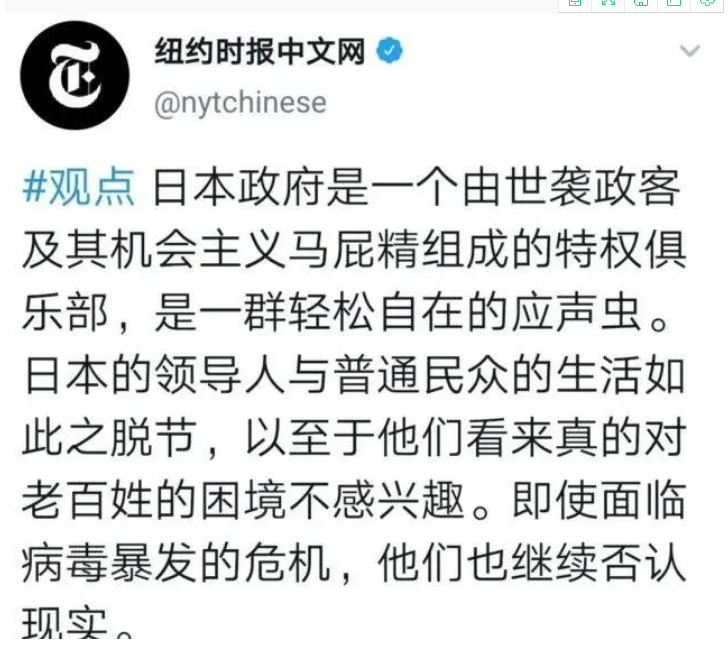 纽约时报中文网
@nytchinese
#观点 日本政府是一个由世袭政客
及其机会主义马屁精组成的特权俱
乐部，是一群轻松自在的应声虫。
日本的领导人与普通民众的生活如
此之脱节，以至于他们看来真的对
老百姓的困境不感兴趣。即使面临
病毒暴发的危机，他们也继续否认
现实。